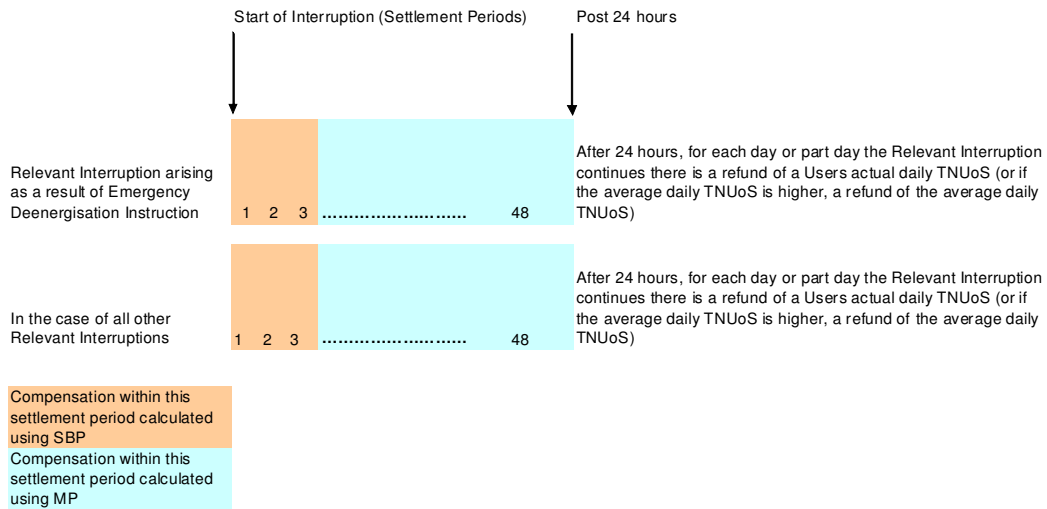 Start of Interruption (Settlement Periods)
Post 24 hours
Relevant Interruption arising
as a result of Emergency
Deenergisation Instruction
1 2 3 ........................... 48
After 24 hours, for each day or part day the Relevant Interruption
continues there is a refund of a Users actual daily TNUoS (or if
the average daily TNUoS is higher, a refund of the average daily
TNUoS)
In the case of all other
Relevant Interruptions
1 2 3 ........................... 48
After 24 hours, for each day or part day the Relevant Interruption
continues there is a refund of a Users actual daily TNUoS (or if
the average daily TNUoS is higher, a refund of the average daily
TNUoS)
Compensation within this
settlement period calculated
using SBP
Compensation within this
settlement period calculated
using MP